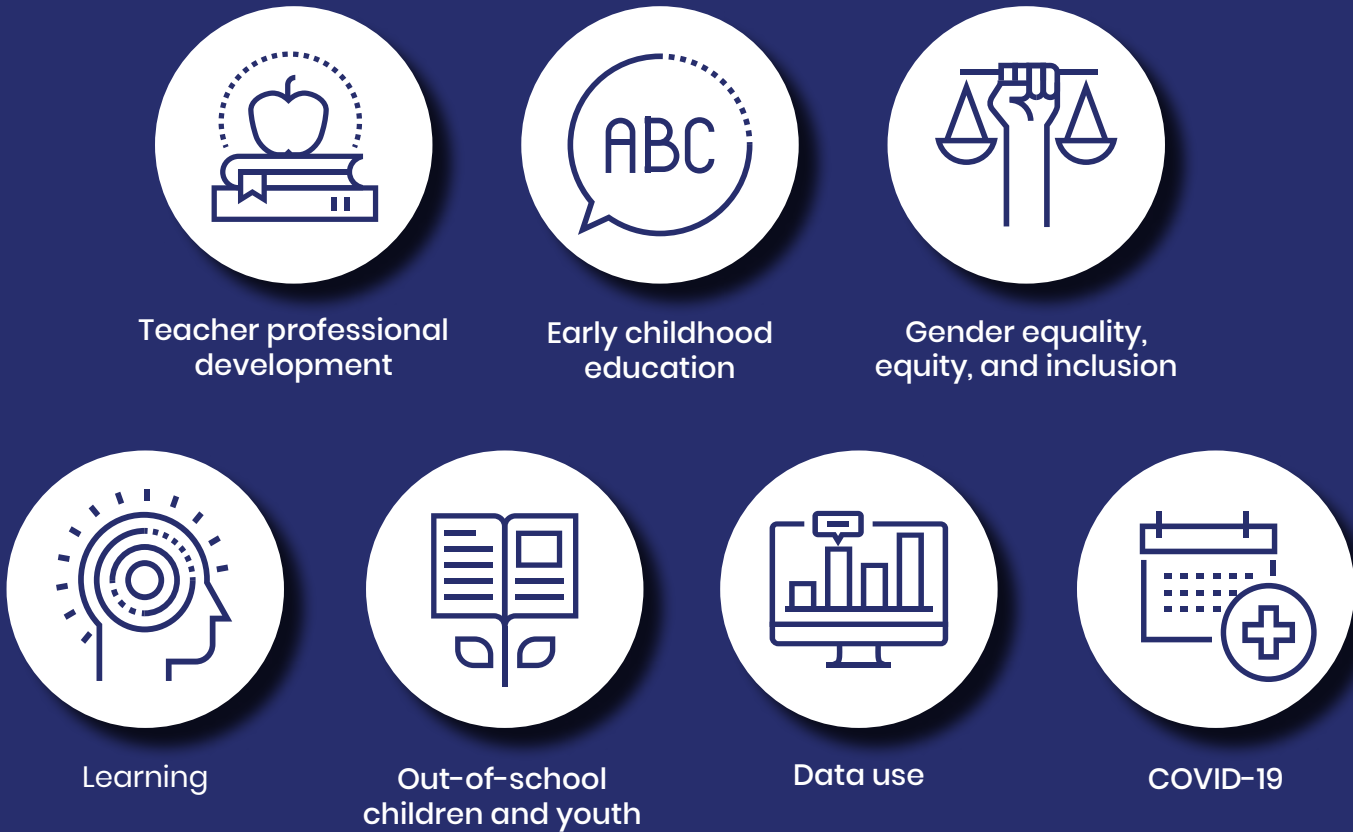 ABC
Teacher professional
development
Early childhood
education
Gender equality,
equity, and inclusion
Learning
Out-of-school
children and youth
Data use
COVID-19